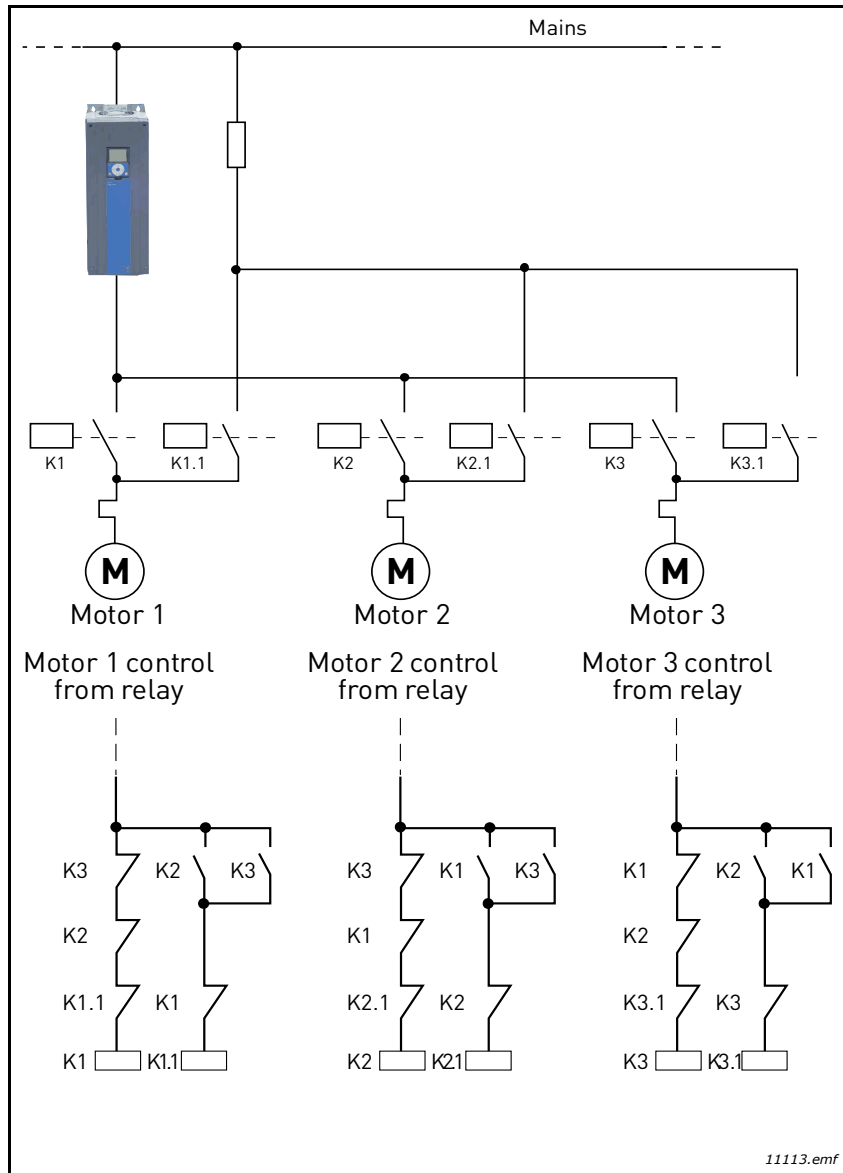 Mains
K1
K1.1
K2
K2.1
K3
K3.1
M
M
M
Motor 1
Motor 2
Motor 3
Motor 1 control
from relay
Motor 2 control
from relay
Motor 3 control
from relay
K3
K2
K3
K3
K1
K3
K1
K2
K1
K2
K1
K2
K1.1
K1
K2.1
K2
K3.1
K3
K1
K1.1
K2
K2.1
K3
K3.1
11113.emf